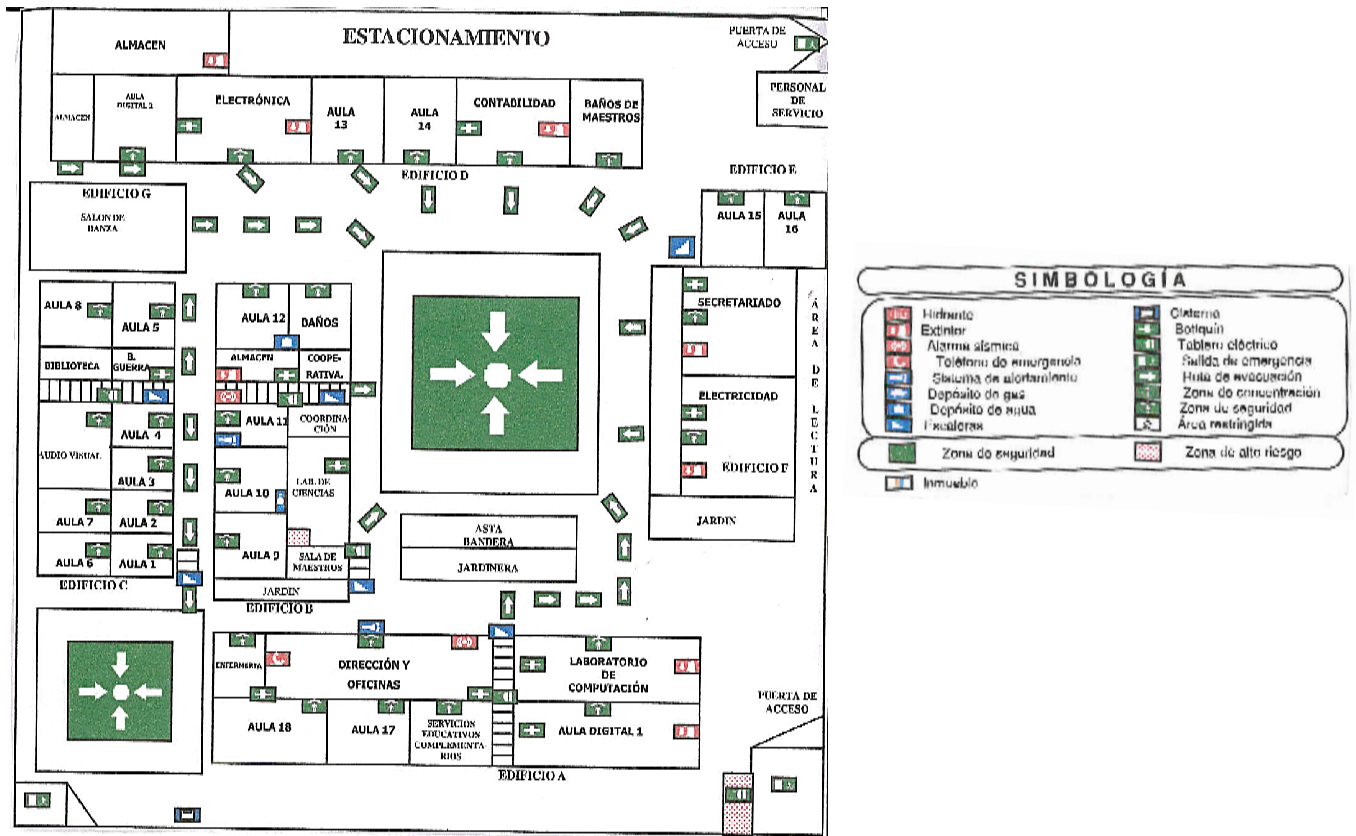 ESTACIONAMIENTO
ALMACEN
PUERTA DE
ACCESO
PERSONAL
DE
SERVICIO
ALMACEN
AULA
DIGITAL 2
ELECTRÓNICA
AULA
13
AULA
14
CONTABILIDAD
BAÑOS DE
MAESTROS
EDIFICIO D
EDIFICIO E
EDIFICIO G
SALON DE
DANZA
AULA 15
AULA
16
AULA 8
AULA 5
BIBLIOTECA
B.
GUERRA
AULA 12
BAÑOS
ALMACEN
COOPE-
RATIVA.
SECRETARIADO
ELECTRICIDAD
EDIFICIO F
JARDIN
ÁREA DE LECTURA
AULA 4
AUDIO VISUAL
AULA 3
AULA 7
AULA 2
AULA 6
AULA 1
EDIFICIO C
AULA 11
COORDINA-
CIÓN
AULA 10
LAB. DE
CIENCIAS
AULA 9
SALA DE
MAESTROS
JARDIN
EDIFICIO B
ASTA
BANDERA
JARDINERA
ENFERMERIA
DIRECCIÓN Y
OFICINAS
LABORATORIO
DE
COMPUTACIÓN
AULA 18
AULA 17
SERVICIOS
EDUCATIVOS
COMPLEMENTA-
RIOS
AULA DIGITAL 1
EDIFICIO A
PUERTA DE
ACCESO
SIMBOLOGÍA
Hidrante
Extintor
Alarma sísmica
Teléfono de emergencia
Sistema de alertamiento
Depósito de gas
Depósito de agua
Escaleras
Cisterna
Botiquín
Tablero eléctrico
Salida de emergencia
Ruta de evacuación
Zona de concentración
Zona de seguridad
Área restringida
Zona de seguridad
Zona de alto riesgo
Inmueble